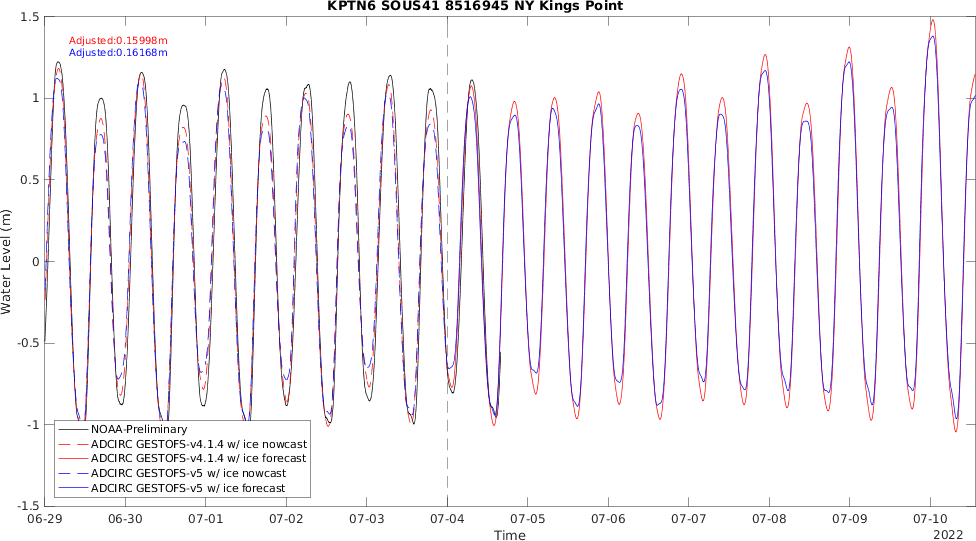 KPTN6 SOUS41 8516945 NY Kings Point
Adjusted:0.15998m
Adjusted:0.16168m
Water Level (m)
1.5
1
0.5
0
-0.5
-1
-1.5
NOAA-Preliminary
ADCIRC GESTOFS-v4.1.4 w/ ice nowcast
ADCIRC GESTOFS-v4.1.4 w/ ice forecast
ADCIRC GESTOFS-v5 w/ ice nowcast
ADCIRC GESTOFS-v5 w/ ice forecast
06-29 06-30 07-01 07-02 07-03 07-04 07-05 07-06 07-07 07-08 07-09 07-10
Time
2022